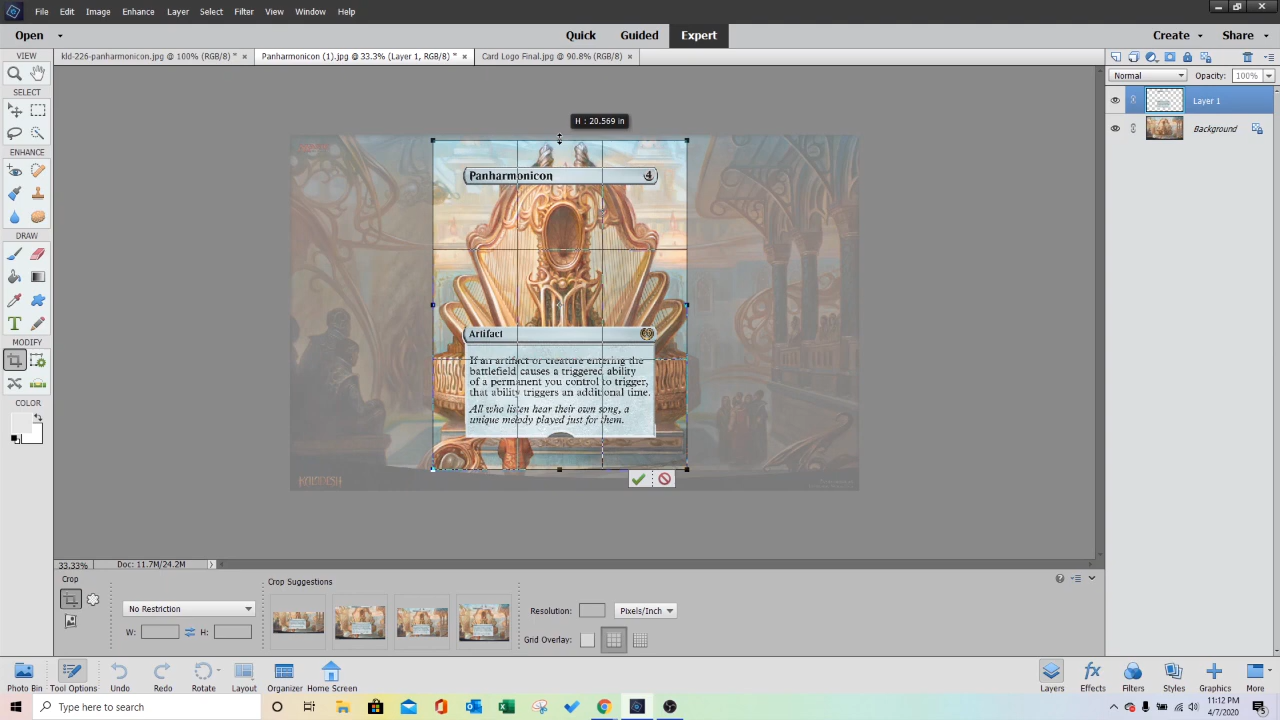 File Edit Image Enhance Layer Select Filter View Window Help
Open Quick Guided Expert Create Share
VIEW
kld-226-panharmonicon.jpg @ 100% (RGB/8) * ×
Panharmonicon (1).jpg @ 33.3% (Layer 1, RGB/8) * ×
Card Logo Final.jpg @ 90.8% (RGB/8) ×
SELECT
ENHANCE
DRAW
MODIFY
COLOR
Normal Opacity: 100%
Layer 1
Background
H : 20.569 in
Panharmonicon 4
Artifact
If an artifact or creature entering the
battlefield causes a triggered ability
of a permanent you control to trigger,
that ability triggers an additional time.
All who listen hear their own song, a
unique melody played just for them.
KALADESH
33.33% Doc: 11.7M/24.2M
Crop
No Restriction
W: H:
Crop Suggestions
Resolution: Pixels/Inch
Grid Overlay:
Photo Bin Tool Options Undo Redo Rotate Layout Organizer Home Screen Layers Effects Filters Styles Graphics More
Type here to search
11:12 PM
4/7/2020
5